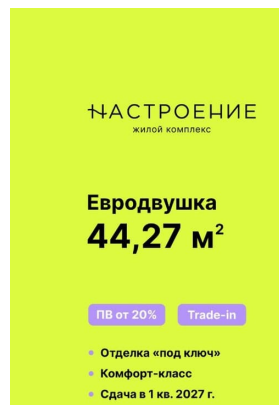 НАСТРОЕНИЕ
жилой комплекс
Евродвушка
44,27 м²
ПВ от 20%
Trade-in
• Отделка «под ключ»
• Комфорт-класс
• Сдача в 1 кв. 2027 г.